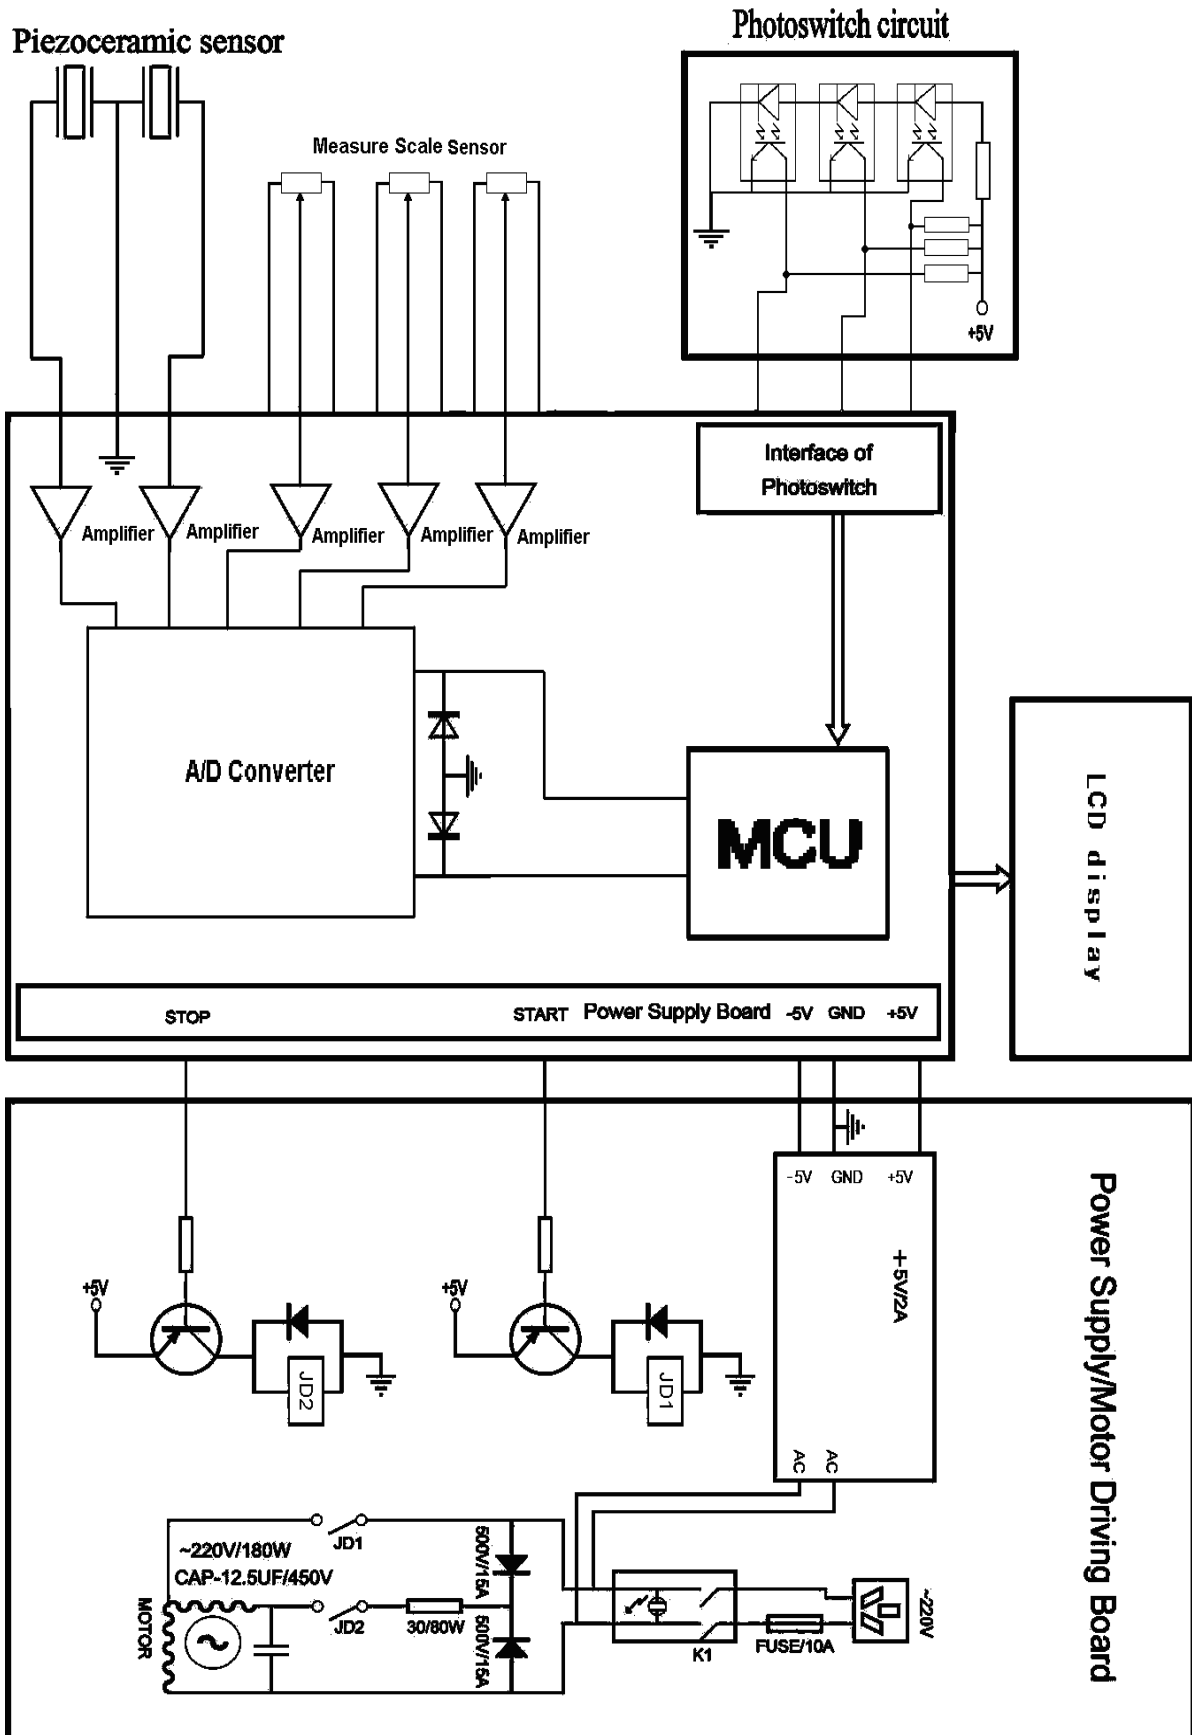 Photoswitch circuit
Piezoceramic sensor
Measure Scale Sensor
+5V
Interface of
Photoswitch
Amplifier
Amplifier
Amplifier
Amplifier
Amplifier
A/D Converter
MCU
LCD display
STOP
START
Power Supply Board
-5V
GND
+5V
-5V
GND
+5V
+5V/2A
AC
AC
Power Supply/Motor Driving Board
+5V
JD2
+5V
JD1
~220V/180W
CAP-12.5UF/450V
JD1
500V/15A
MOTOR
JD2
30/80W
500V/15A
K1
FUSE/10A
~220V